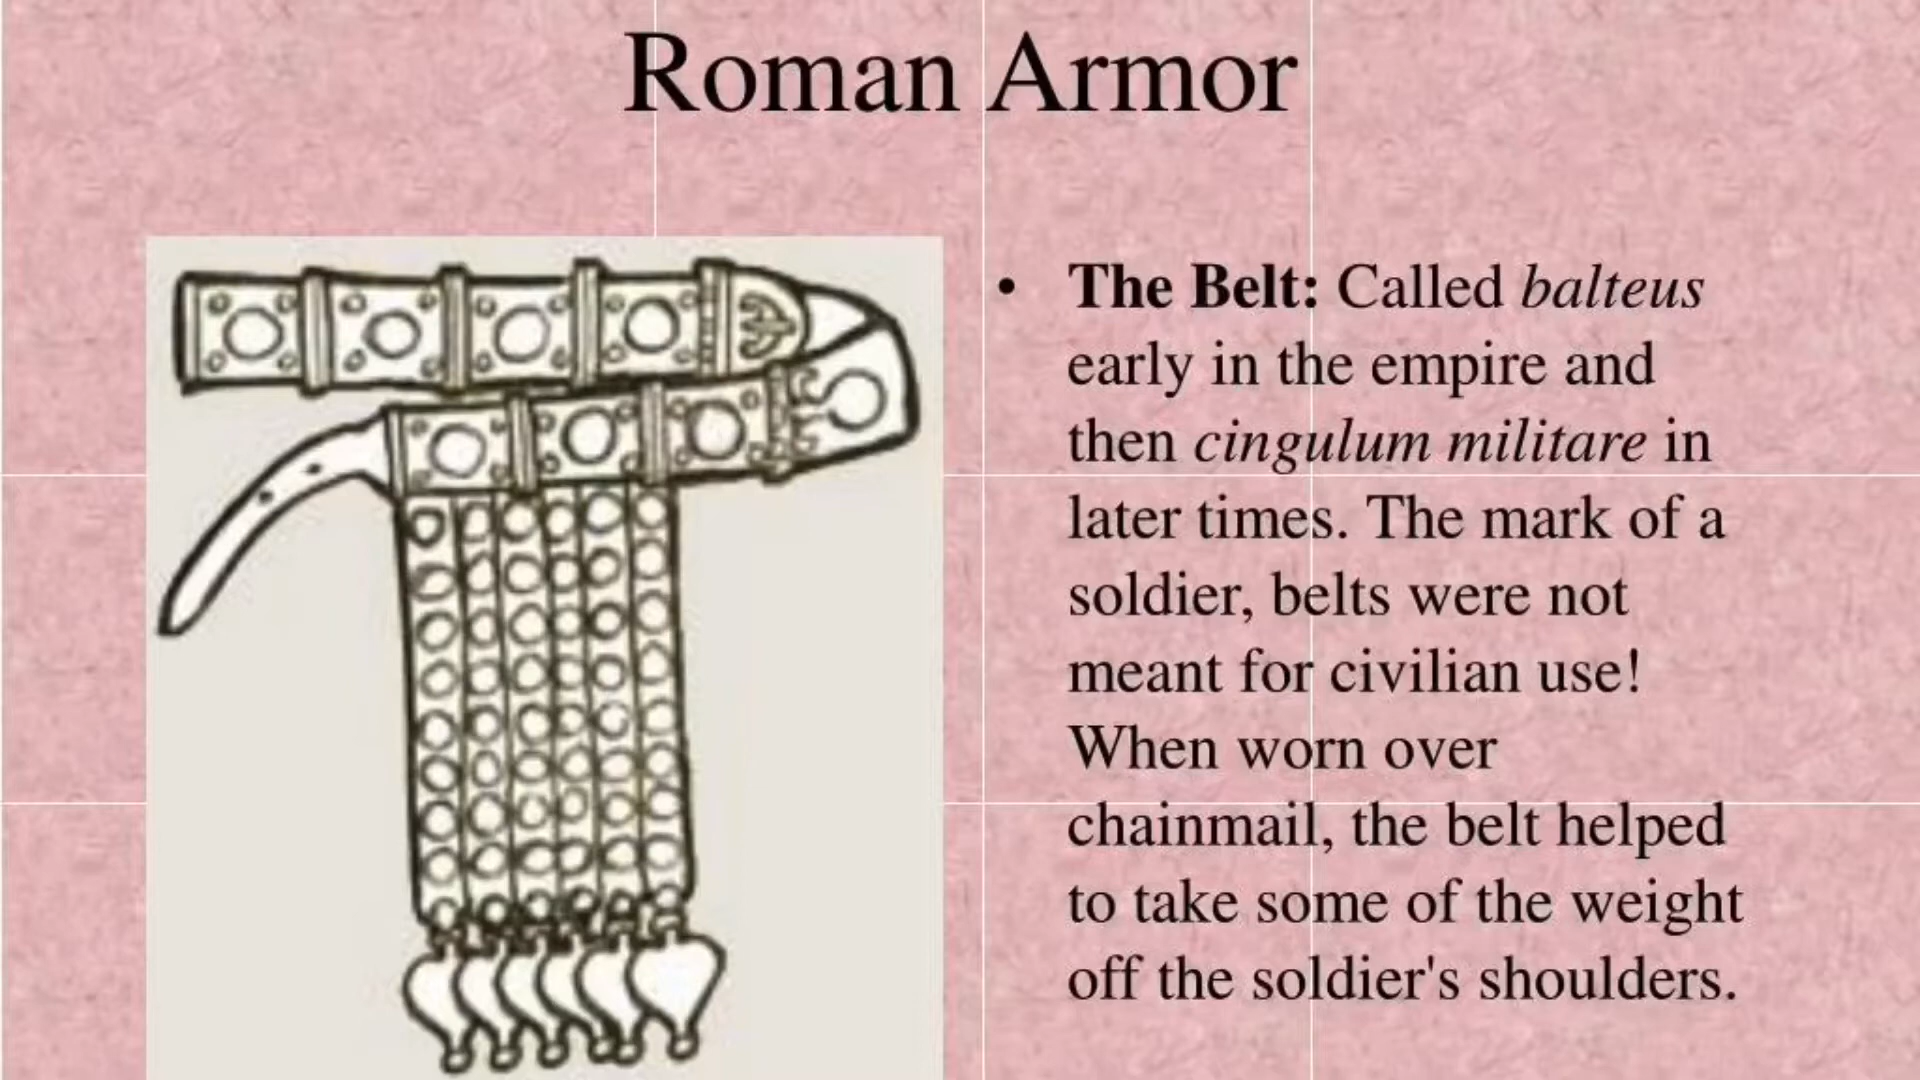 Roman Armor
• The Belt: Called balteus
early in the empire and
then cingulum militare in
later times. The mark of a
soldier, belts were not
meant for civilian use!
When worn over
chainmail, the belt helped
to take some of the weight
off the soldier's shoulders.